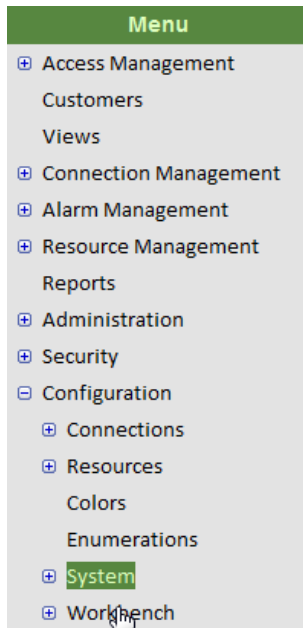 Menu
Access Management
Customers
Views
Connection Management
Alarm Management
Resource Management
Reports
Administration
Security
Configuration
Connections
Resources
Colors
Enumerations
System
Workbench